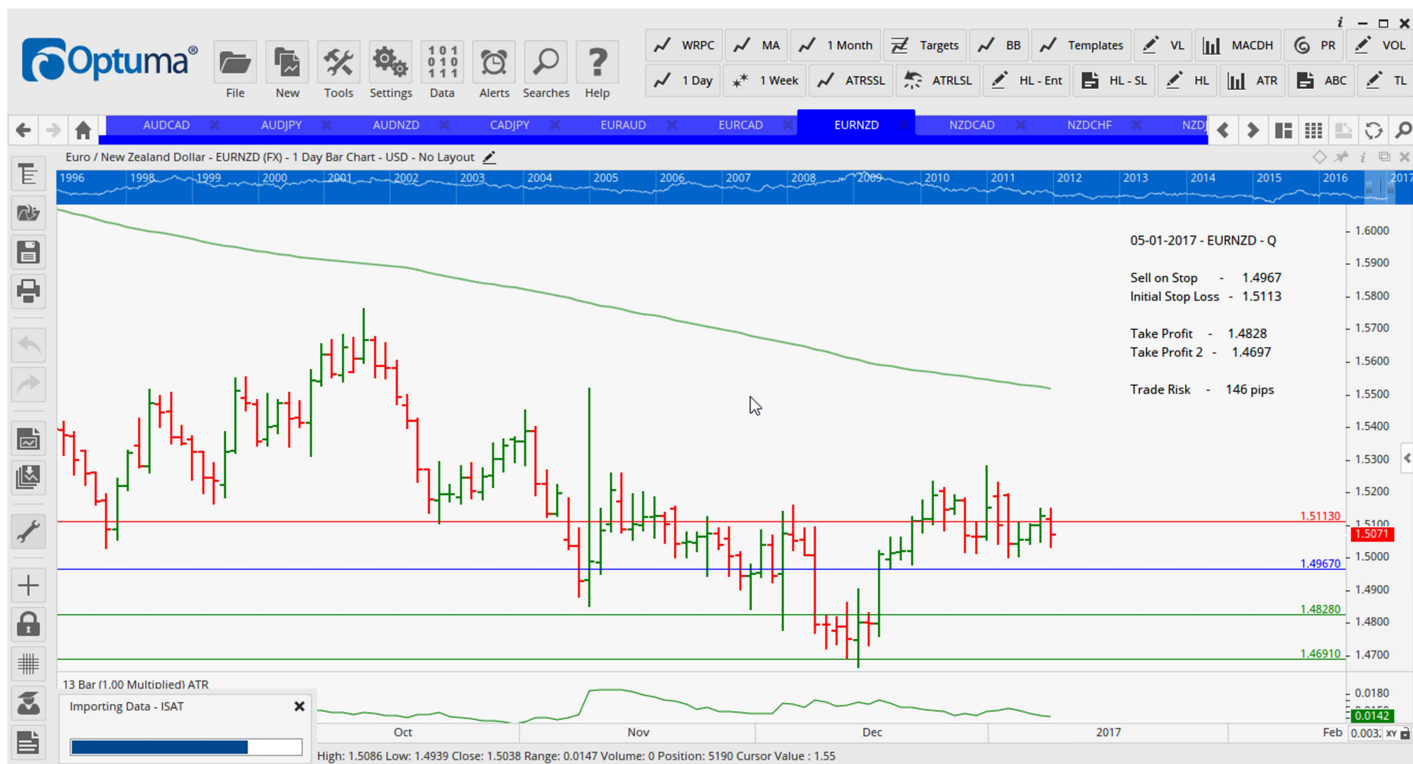 i
Optuma®
File
New
Tools
Settings
101
010
111
Data
Alerts
Searches
?
Help
WRPC
MA
1 Month
Targets
BB
Templates
VL
MACDH
PR
VOL
1 Day
1 Week
ATRSSL
ATRLSL
HL - Ent
HL - SL
HL
ATR
ABC
TL
AUDCAD
AUDJPY
AUDNZD
CADJPY
EURAUD
EURCAD
EURNZD
NZDCAD
NZDCHF
Euro / New Zealand Dollar - EURNZD (FX) - 1 Day Bar Chart - USD - No Layout
i
1996 1998 1999 2000 2001 2002 2003 2004 2005 2006 2007 2008 2009 2010 2011 2012 2013 2014 2015 2016 2017
05-01-2017 - EURNZD - Q
Sell on Stop - 1.4967
Initial Stop Loss - 1.5113
Take Profit - 1.4828
Take Profit 2 - 1.4697
Trade Risk - 146 pips
1.6000
1.5900
1.5800
1.5700
1.5600
1.5500
1.5400
1.5300
1.5200
1.51130
1.5100
1.5071
1.5000
1.49670
1.4900
1.48280
1.4800
1.46910
1.4700
13 Bar (1.00 Multiplied) ATR
0.0180
0.0142
Importing Data - ISAT
Oct
Nov
Dec
2017
Feb
0.003
XY
High: 1.5086 Low: 1.4939 Close: 1.5038 Range: 0.0147 Volume: 0 Position: 5190 Cursor Value : 1.55